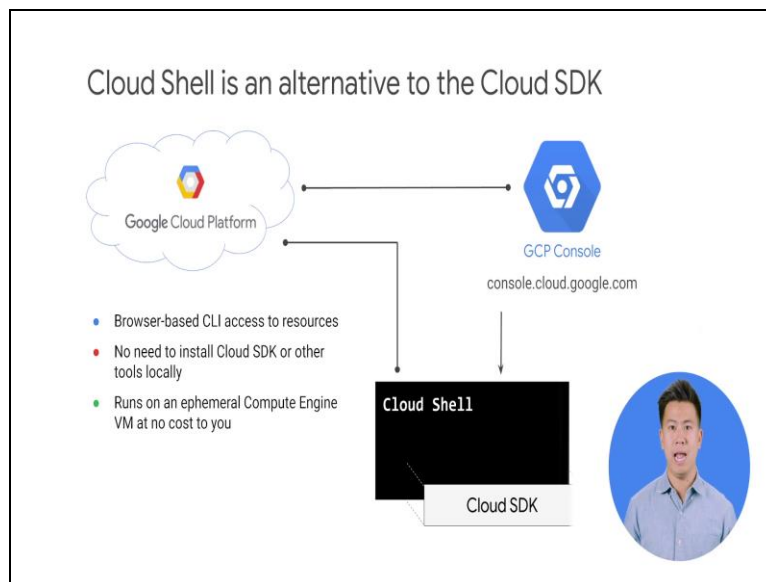 Cloud Shell is an alternative to the Cloud SDK
Google Cloud Platform
GCP Console
console.cloud.google.com
Browser-based CLI access to resources
No need to install Cloud SDK or other
tools locally
Runs on an ephemeral Compute Engine
VM at no cost to you
Cloud Shell
Cloud SDK